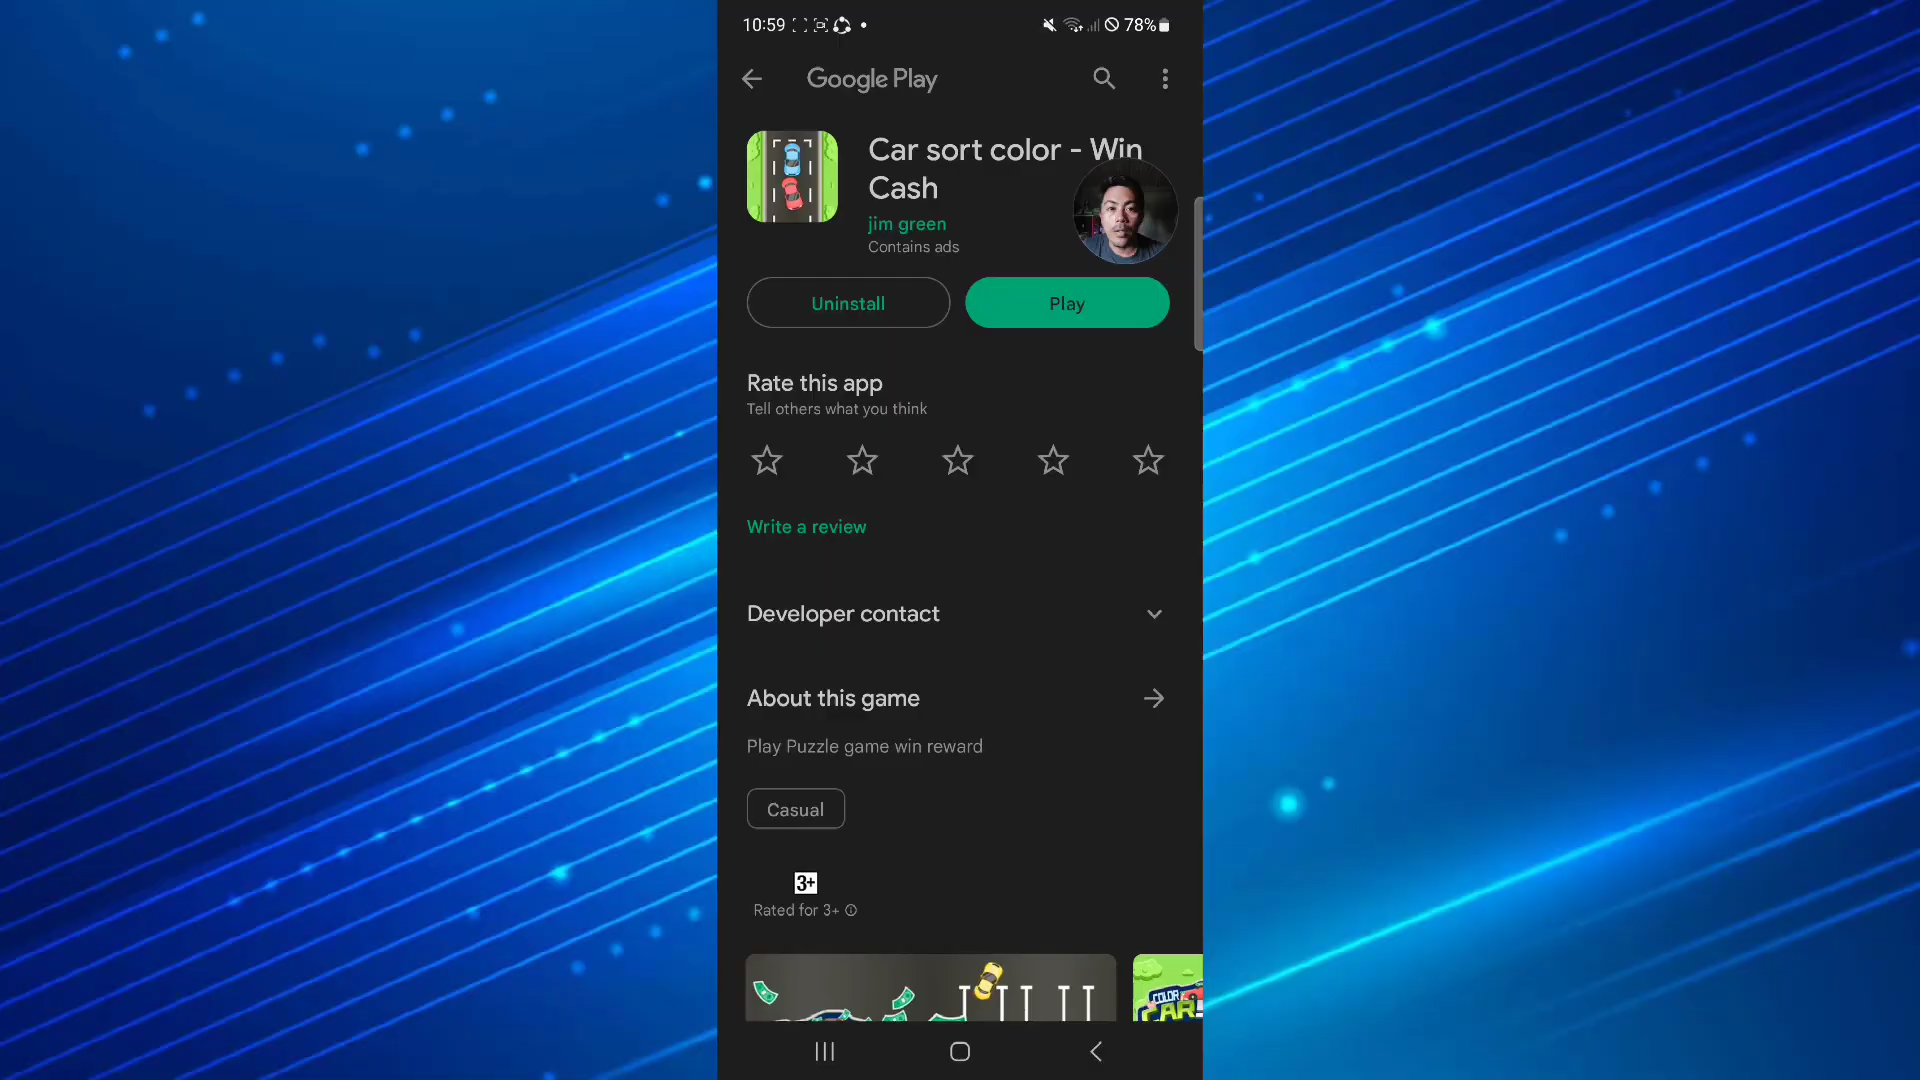 10:59
78%
Google Play
Car sort color - Win
Cash
jim green
Contains ads
Uninstall
Play
Rate this app
Tell others what you think
Write a review
Developer contact
About this game
Play Puzzle game win reward
Casual
3+
Rated for 3+
COLOR
CAR